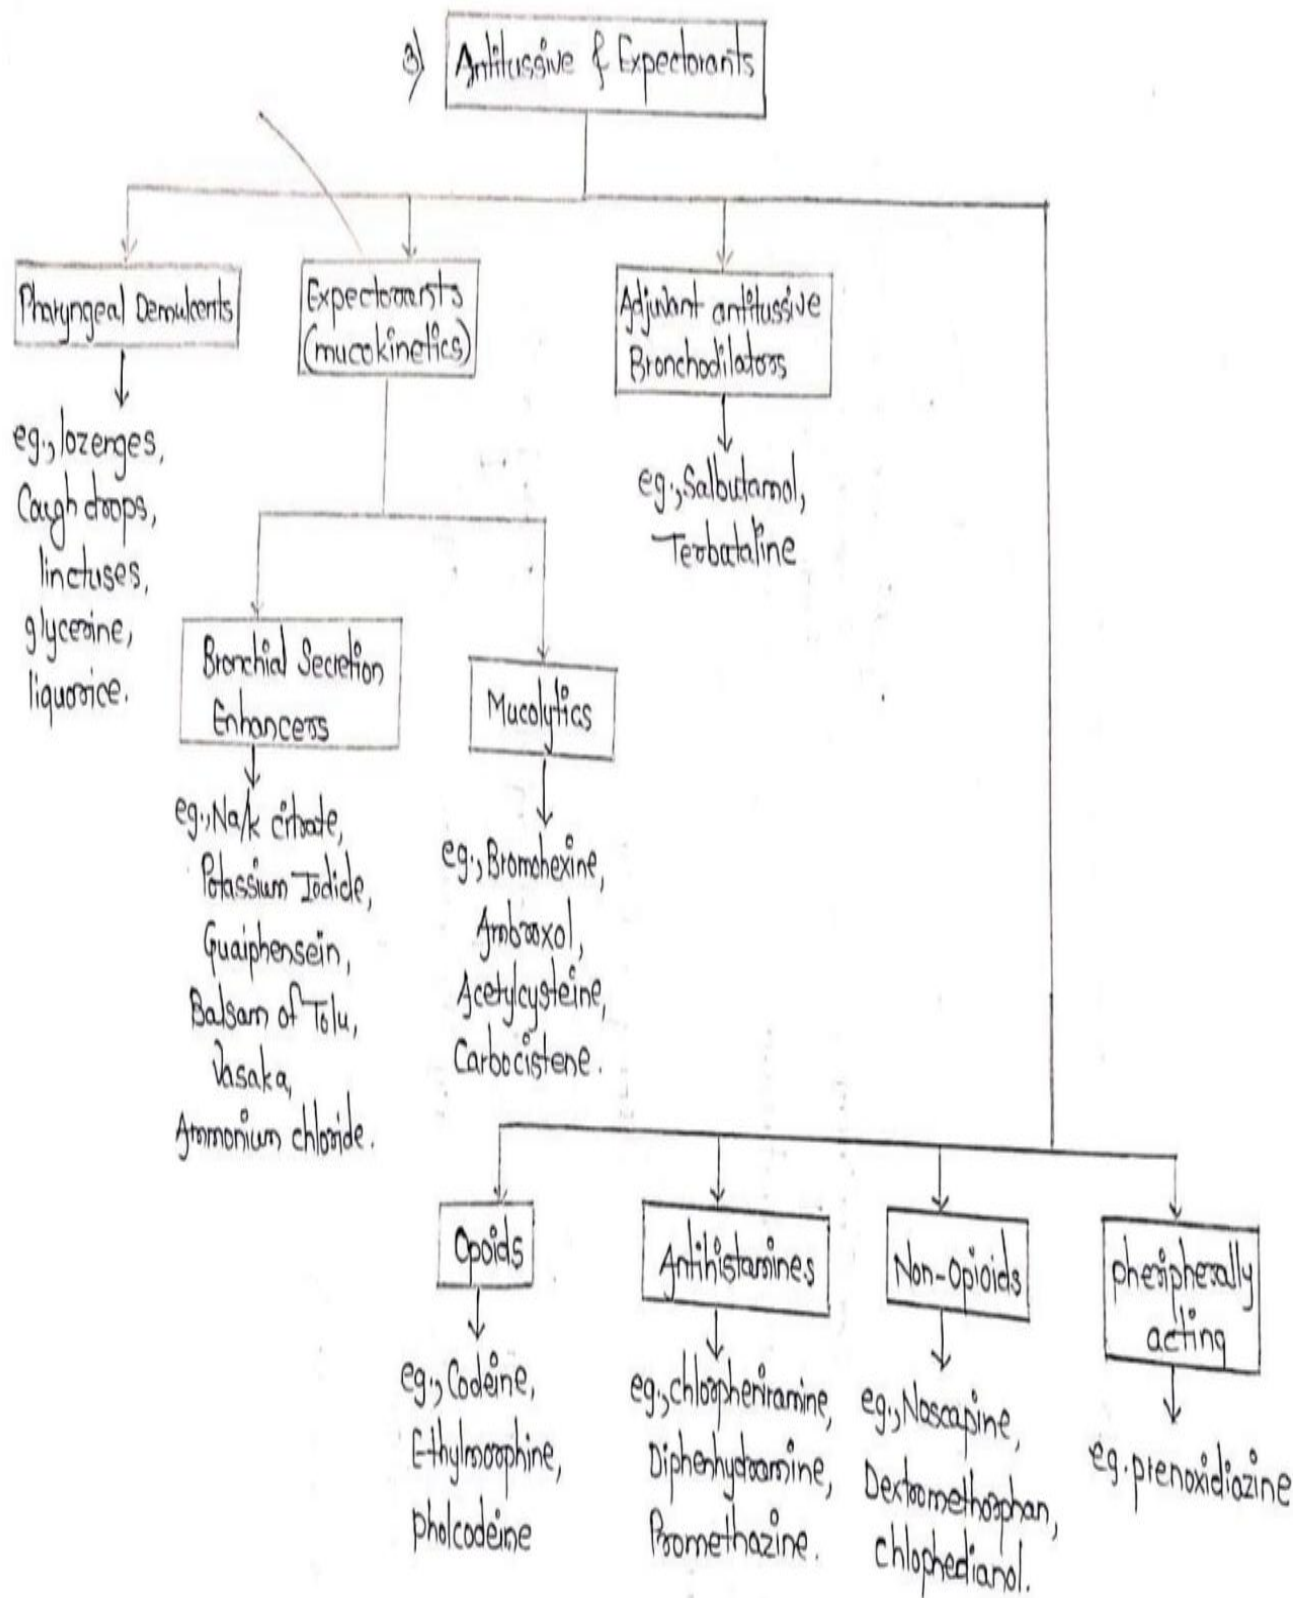 3) Antitussive & Expectorants
Pharyngeal Demulcents
eg., lozenges,
Cough drops,
linctuses,
glycerine,
liquorice.
Expectorants
(mucokinetics)
Adjuvant antitussive
Bronchodilators
eg., Salbutamol,
Terbutaline
Bronchial Secretion
Enhancers
eg., Na/k citrate,
Potassium Iodide,
Guaiphensein,
Balsam of Tolu,
Vasaka,
Ammonium chloride.
Mucolytics
eg., Bromohexine,
Ambroxol,
Acetylcysteine,
Carbocistene.
Opoids
eg., Codeine,
Ethylmorphine,
pholcodeine
Antihistamines
eg., chlorpheniramine,
Diphenhydramine,
Promethazine.
Non-Opioids
eg., Noscapine,
Dextromethorphan,
chlophedianol.
pheripherally
acting
eg. prenoxidiazine